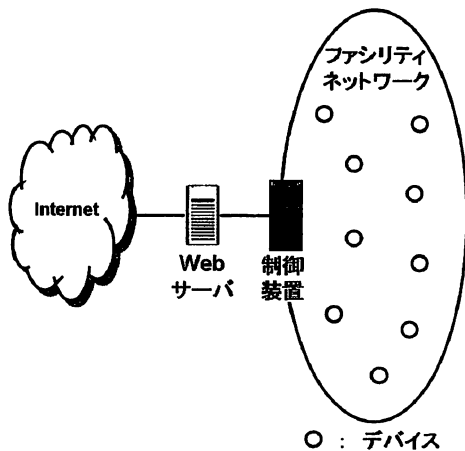 ファシリティ
ネットワーク
Internet
Web
サーバ
制御
装置
○ : デバイス